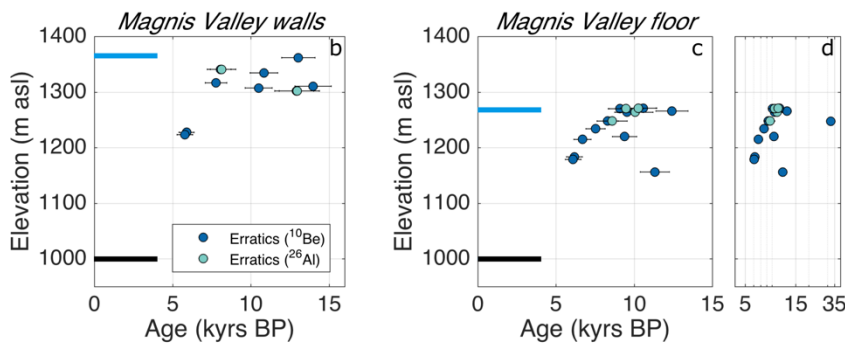 Magnis Valley walls
b
1400
1300
1200
1100
1000
Elevation (m asl)
Erratics (¹⁰Be)
Erratics (²⁶Al)
0 5 10 15
Age (kyrs BP)
Magnis Valley floor
c
1400
1300
1200
1100
1000
Elevation (m asl)
0 5 10 15
Age (kyrs BP)
d
5 15 35